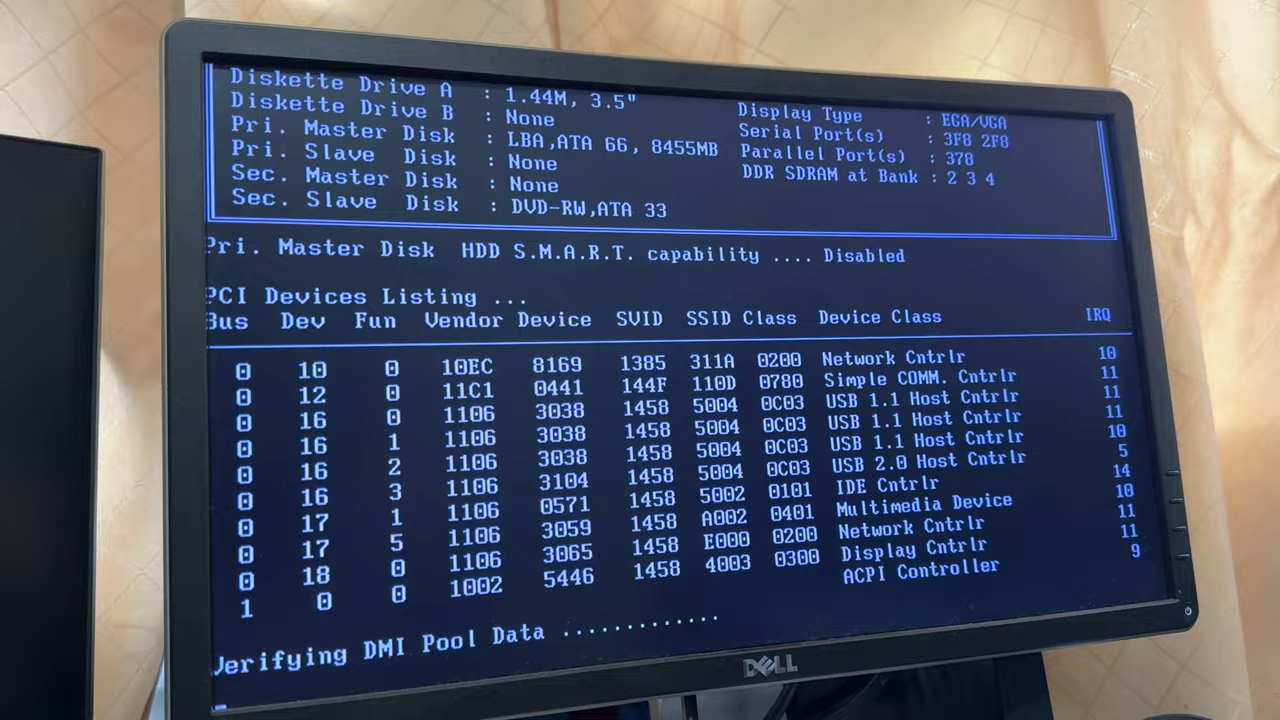 Diskette Drive A : 1.44M, 3.5" Display Type : EGA/VGA
Diskette Drive B : None Serial Port(s) : 3F8 2F8
Pri. Master Disk : LBA,ATA 66, 8455MB Parallel Port(s) : 378
Pri. Slave Disk : None DDR SDRAM at Bank : 2 3 4
Sec. Master Disk : None
Sec. Slave Disk : DVD-RW,ATA 33
Pri. Master Disk HDD S.M.A.R.T. capability .... Disabled
PCI Devices Listing ...
Bus Dev Fun Vendor Device SVID SSID Class Device Class IRQ
0 10 0 10EC 8169 1385 311A 0200 Network Cntrlr 10
0 12 0 11C1 0441 144F 110D 0780 Simple COMM. Cntrlr 11
0 16 0 1106 3038 1458 5004 0C03 USB 1.1 Host Cntrlr 11
0 16 1 1106 3038 1458 5004 0C03 USB 1.1 Host Cntrlr 11
0 16 2 1106 3038 1458 5004 0C03 USB 1.1 Host Cntrlr 10
0 16 3 1106 3104 1458 5004 0C03 USB 2.0 Host Cntrlr 5
0 17 1 1106 0571 1458 5002 0101 IDE Cntrlr 14
0 17 5 1106 3059 1458 A002 0401 Multimedia Device 10
0 18 0 1106 3065 1458 E000 0200 Network Cntrlr 11
1 0 0 1002 5446 1458 4003 0300 Display Cntrlr 11
ACPI Controller 9
Verifying DMI Pool Data .............
DELL